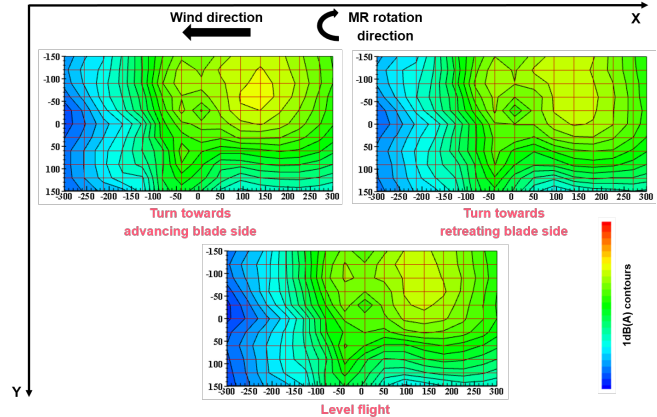 Wind direction
MR rotation
direction
X
-150
-100
-50
0
50
100
150
-300 -250 -200 -150 -100 -50 0 50 100 150 200 250 300
Turn towards
advancing blade side
-150
-100
-50
0
50
100
150
-300 -250 -200 -150 -100 -50 0 50 100 150 200 250 300
Turn towards
retreating blade side
-150
-100
-50
0
50
100
150
-300 -250 -200 -150 -100 -50 0 50 100 150 200 250 300
Level flight
1dB(A) contours
Y